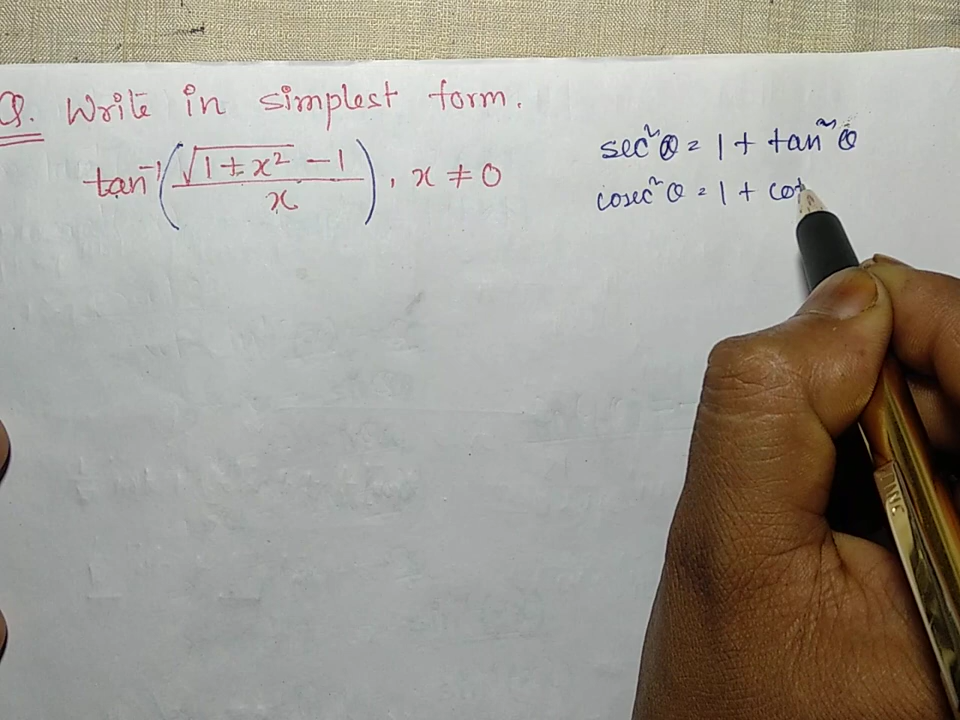 Q. Write in simplest form.
tan⁻¹(√(1+x²) -1 / x), x ≠ 0
sec²θ = 1 + tan²θ
cosec²θ = 1 + cot